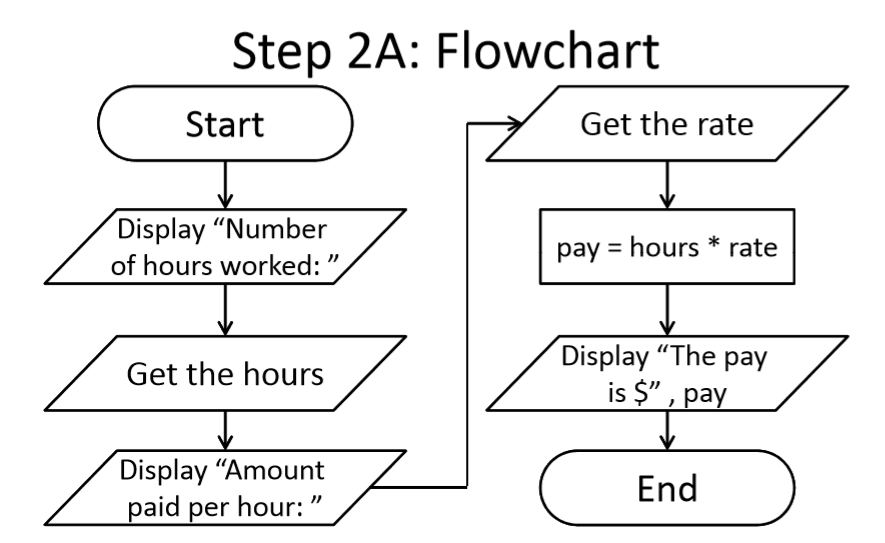 Step 2A: Flowchart
Start
Display “Number
of hours worked: ”
Get the hours
Display “Amount
paid per hour: ”
Get the rate
pay = hours * rate
Display “The pay
is $” , pay
End